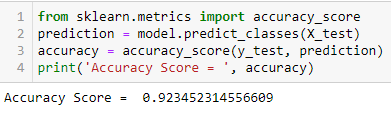 1 from sklearn.metrics import accuracy_score
2 prediction = model.predict_classes(X_test)
3 accuracy = accuracy_score(y_test, prediction)
4 print('Accuracy Score = ', accuracy)
Accuracy Score =  0.923452314556609